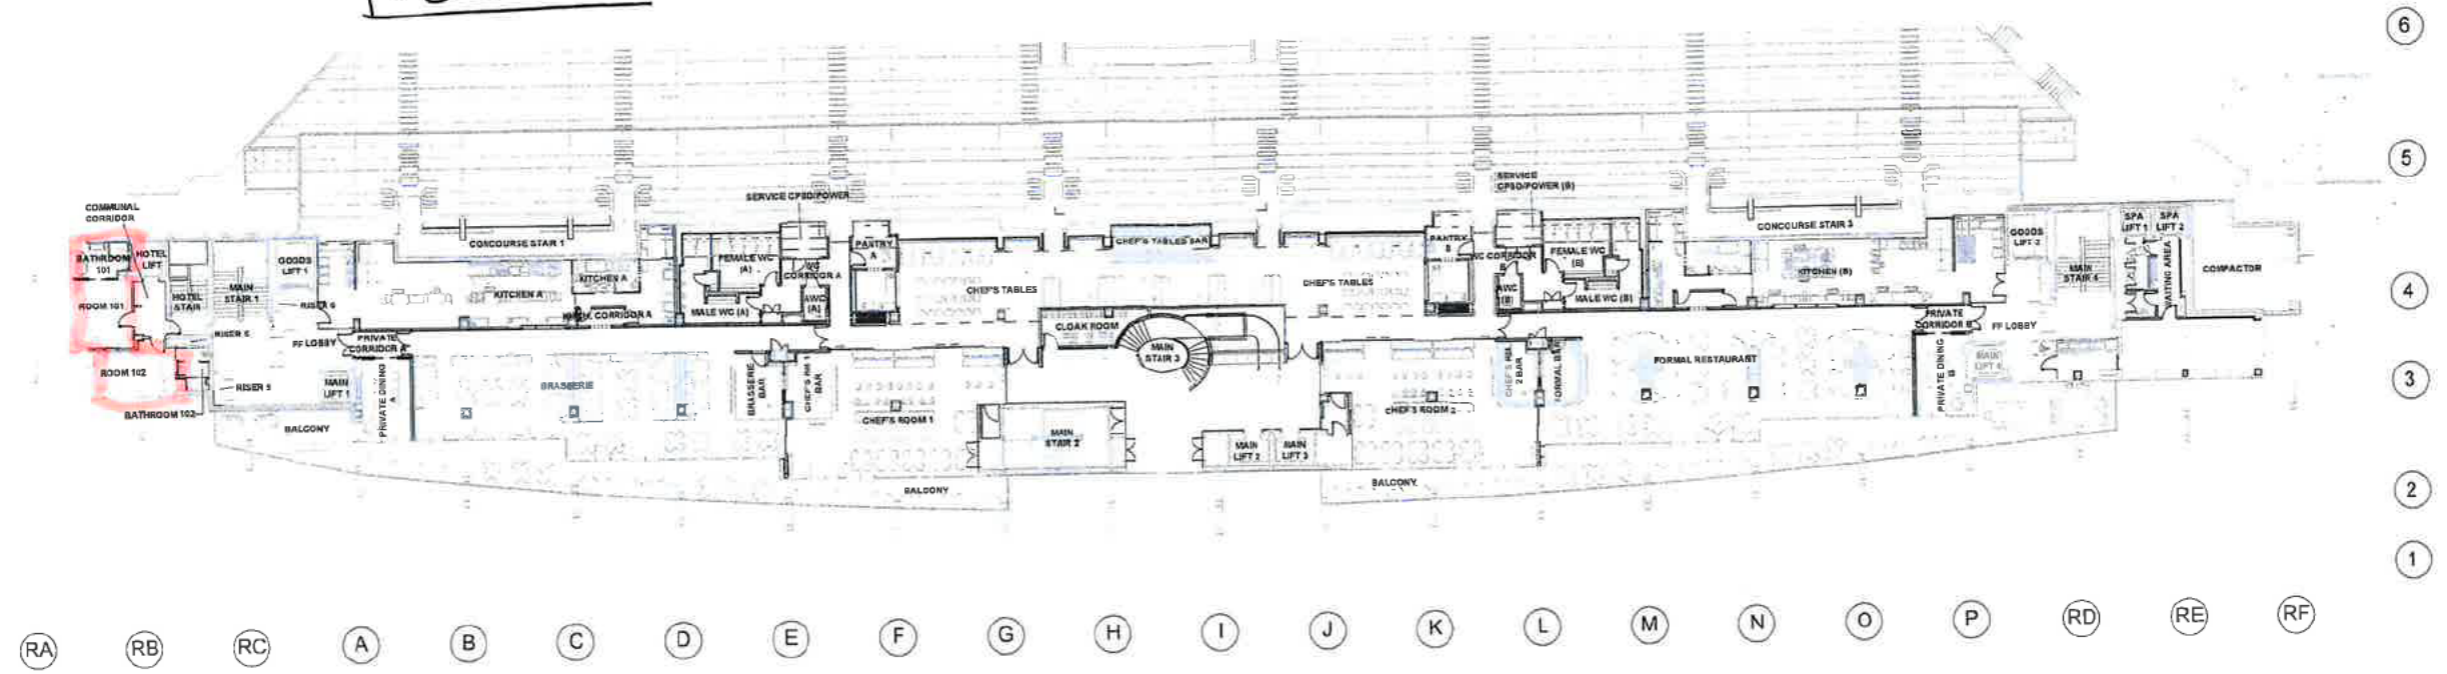 6
5
SERVICE CPSD/POWER
SERVICE
CPSD/POWER (B)
COMMUNAL
CORRIDOR
CONCOURSE STAIR 1
CONCOURSE STAIR 3
SPA
LIFT 1
SPA
LIFT 2
BATHROOM
101
HOTEL
LIFT
GOODS
LIFT 1
FEMALE WC
(A)
WC
CORRIDOR A
PANTRY
A
CHEF'S TABLES BAR
PANTRY
B
WC CORRIDOR
B
FEMALE WC
(B)
GOODS
LIFT 2
ROOM 101
HOTEL
STAIR
MAIN
STAIR 1
RISER 6
KITCHEN A
KITCHEN A
AWC
(A)
CHEF'S TABLES
CHEF'S TABLES
AWC
(B)
KITCHEN (B)
MAIN
STAIR 4
WAITING AREA
COMPACTOR
4
CORRIDOR A
MALE WC (A)
MALE WC (B)
RISER 5
FF LOBBY
PRIVATE
CORRIDOR A
CLOAK ROOM
MAIN
STAIR 3
PRIVATE
CORRIDOR B
FF LOBBY
ROOM 102
RISER 5
MAIN
LIFT 1
PRIVATE DINING
A
BRASSERIE
BRASSERIE
BAR
CHEF'S RM 1
BAR
CHEF'S RM
2 BAR
FORMAL BAR
FORMAL RESTAURANT
PRIVATE DINING
B
MAIN
LIFT 4
3
BATHROOM 102
BALCONY
CHEF'S ROOM 1
MAIN
STAIR 2
MAIN
LIFT 2
MAIN
LIFT 3
CHEF'S ROOM 2
BALCONY
BALCONY
2
1
RA RB RC A B C D E F G H I J K L M N O P RD RE RF